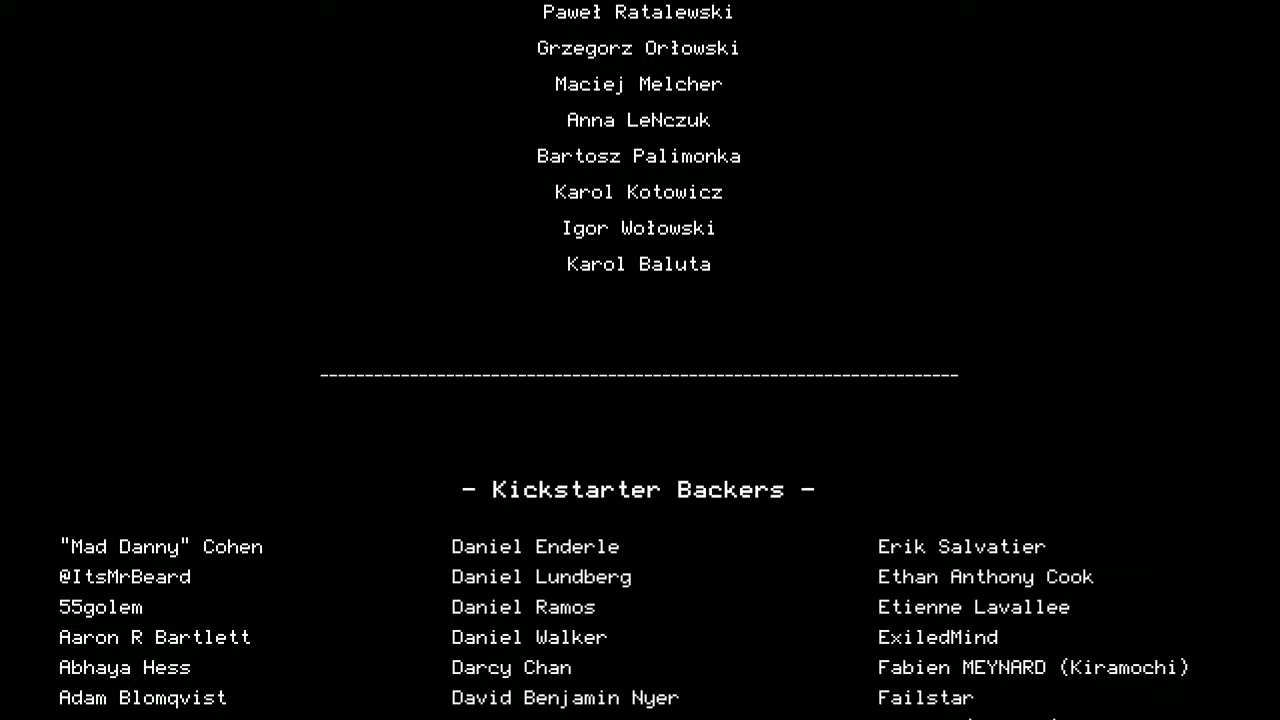 Paweł Ratalewski
Grzegorz Orłowski
Maciej Melcher
Anna LeNczuk
Bartosz Palimonka
Karol Kotowicz
Igor Wołowski
Karol Baluta
- Kickstarter Backers -
"Mad Danny" Cohen
@ItsMrBeard
55golem
Aaron R Bartlett
Abhaya Hess
Adam Blomqvist
Daniel Enderle
Daniel Lundberg
Daniel Ramos
Daniel Walker
Darcy Chan
David Benjamin Nyer
Erik Salvatier
Ethan Anthony Cook
Etienne Lavallee
ExiledMind
Fabien MEYNARD (Kiramochi)
Failstar